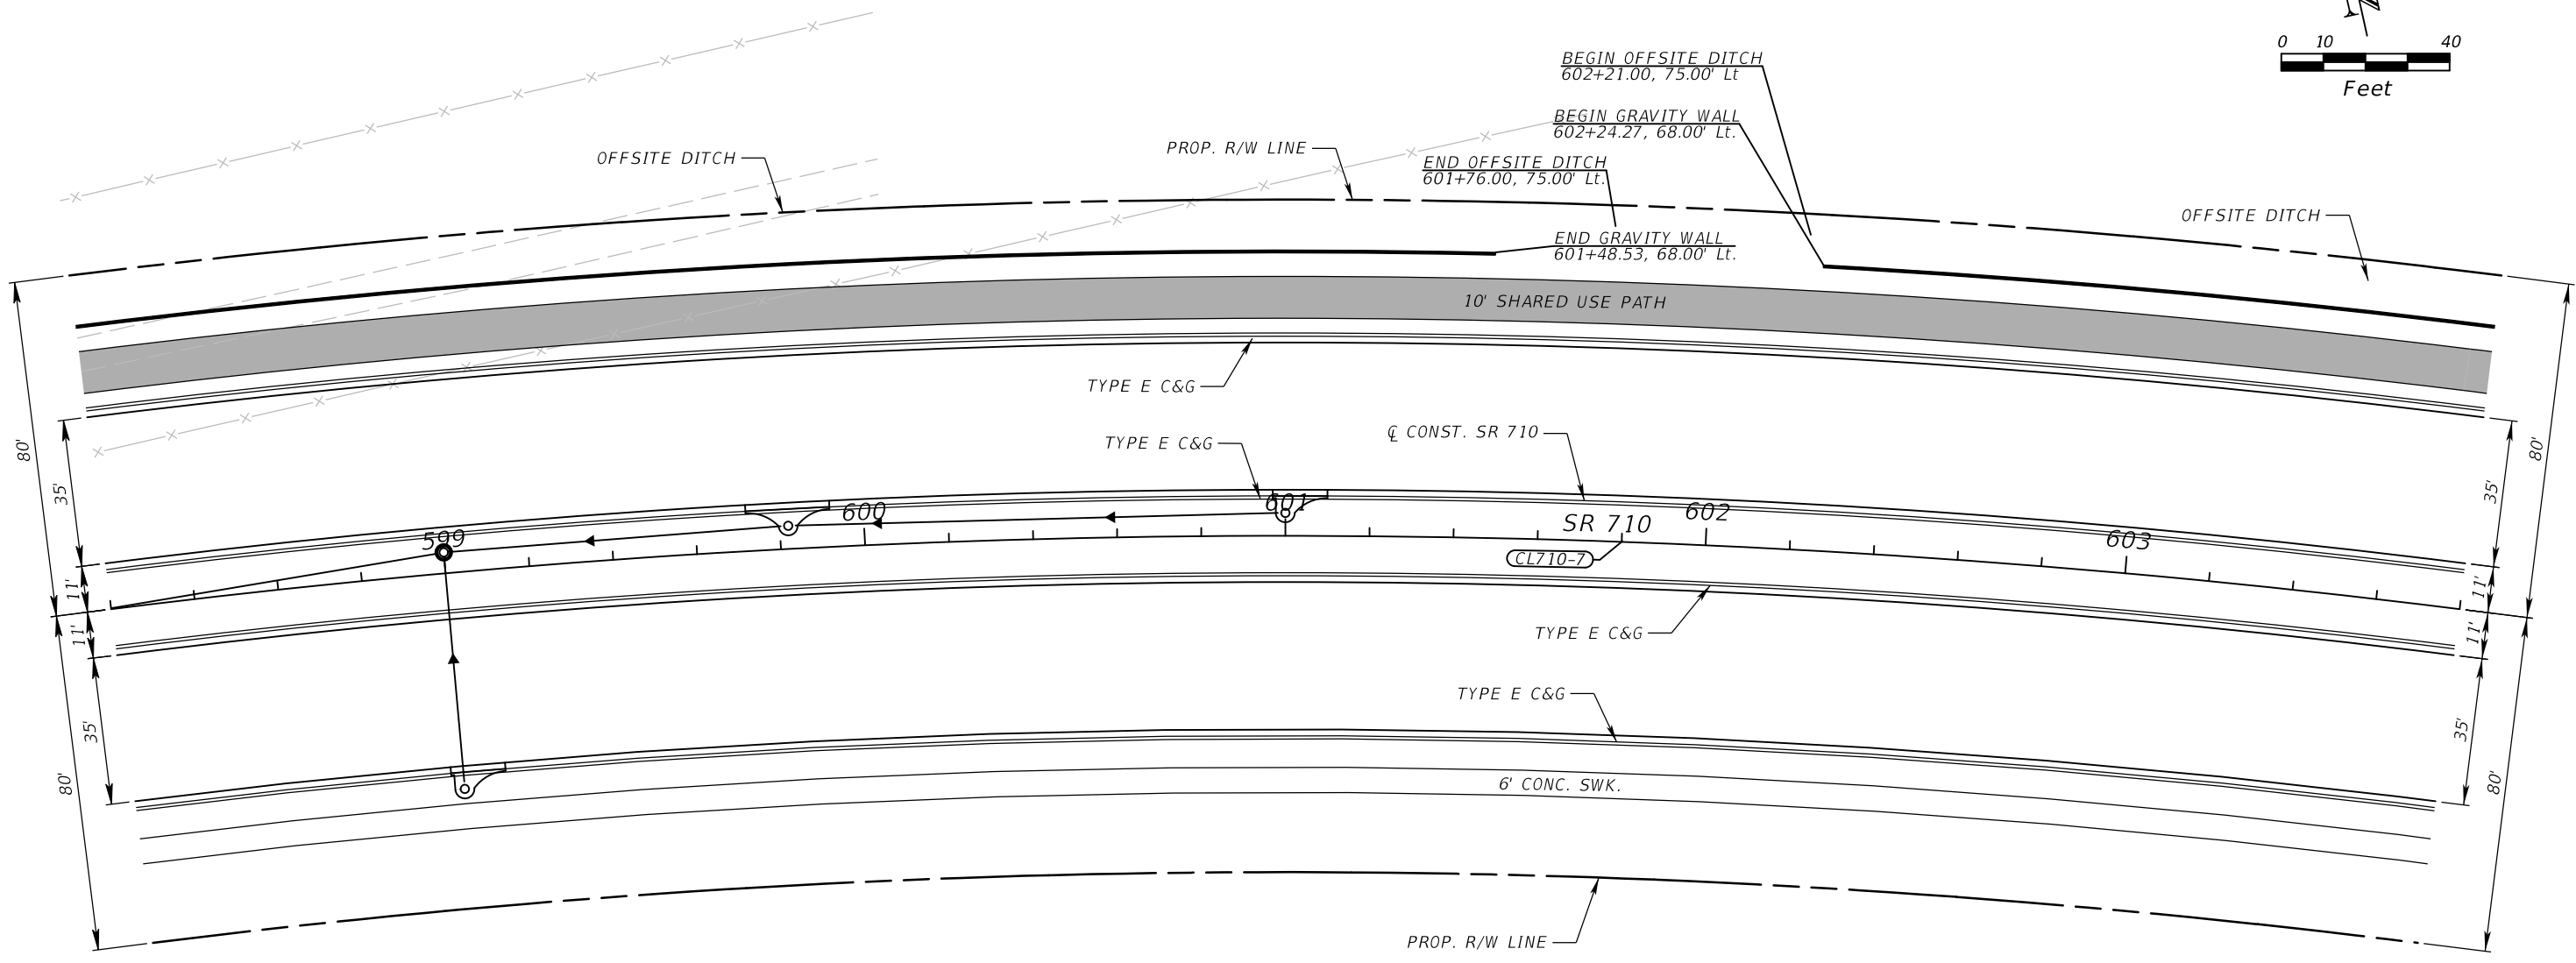 N
0 10 40
Feet
BEGIN OFFSITE DITCH
602+21.00, 75.00' Lt
BEGIN GRAVITY WALL
602+24.27, 68.00' Lt.
OFFSITE DITCH
PROP. R/W LINE
END OFFSITE DITCH
601+76.00, 75.00' Lt.
OFFSITE DITCH
END GRAVITY WALL
601+48.53, 68.00' Lt.
10' SHARED USE PATH
TYPE E C&G
TYPE E C&G
℄ CONST. SR 710
80'
35'
11'
11'
35'
80'
599
600
601
SR 710
602
603
CL710-7
80'
35'
11'
11'
35'
80'
TYPE E C&G
TYPE E C&G
6' CONC. SWK.
PROP. R/W LINE